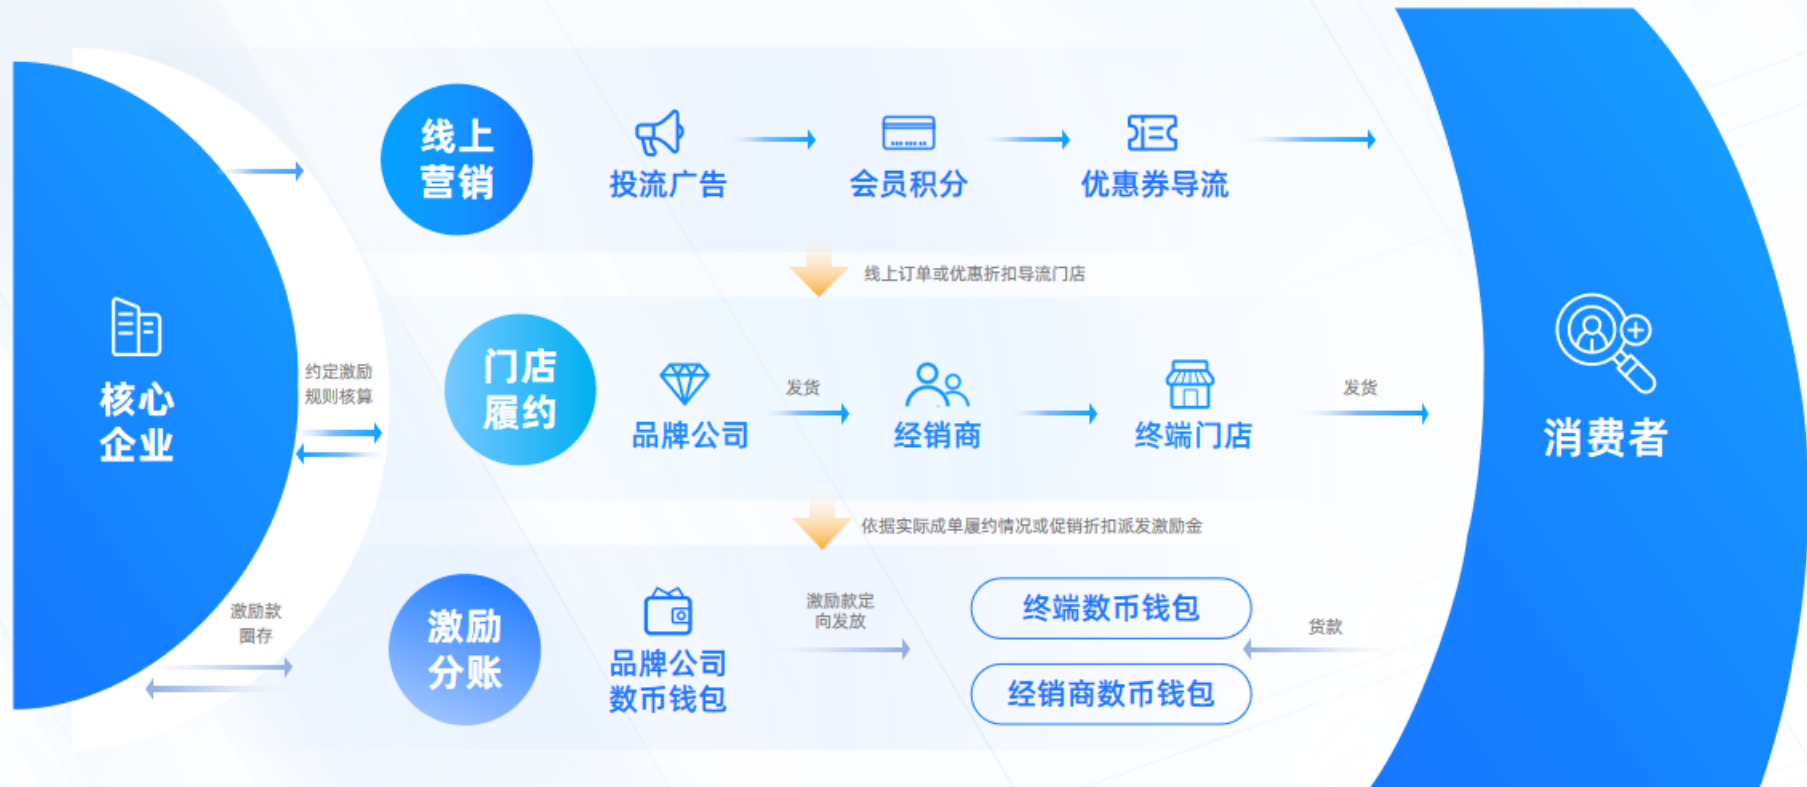 线上
营销
投流广告
会员积分
优惠券导流
线上订单或优惠折扣导流门店
核心
企业
约定激励
规则核算
门店
履约
品牌公司
发货
经销商
终端门店
发货
消费者
依据实际成单履约情况或促销折扣派发激励金
激励款
圈存
激励
分账
品牌公司
数币钱包
激励款定
向发放
终端数币钱包
经销商数币钱包
货款